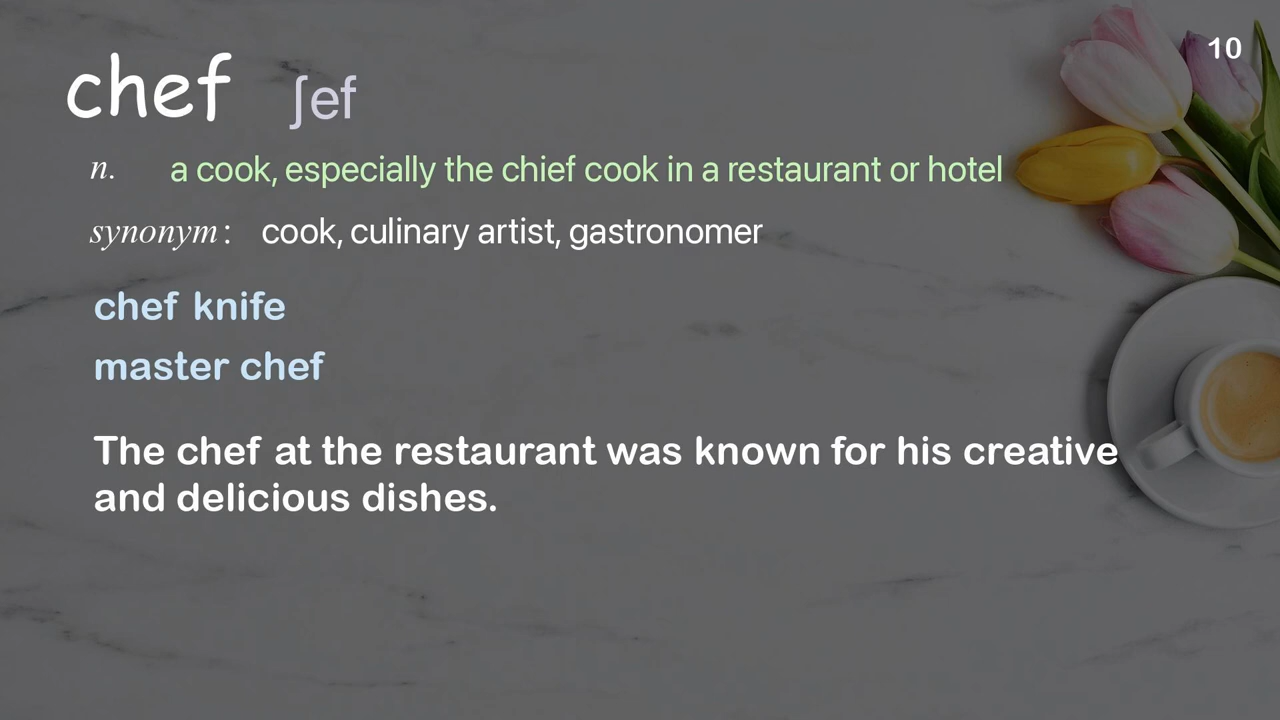 10
chef ʃef
n. a cook, especially the chief cook in a restaurant or hotel
synonym: cook, culinary artist, gastronomer
chef knife
master chef
The chef at the restaurant was known for his creative
and delicious dishes.